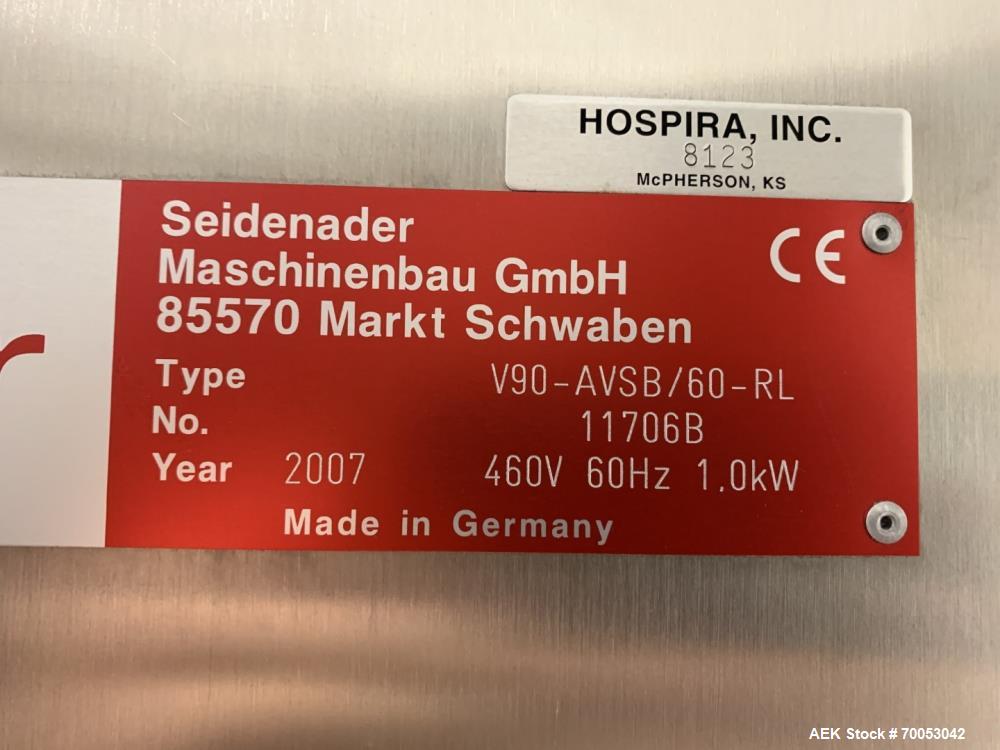 HOSPIRA, INC.
8123
McPHERSON, KS
Seidenader
Maschinenbau GmbH
85570 Markt Schwaben
CE
Type V90-AVSB/60-RL
No. 11706B
Year 2007 460V 60Hz 1.0kW
Made in Germany
r
AEK Stock #70053042